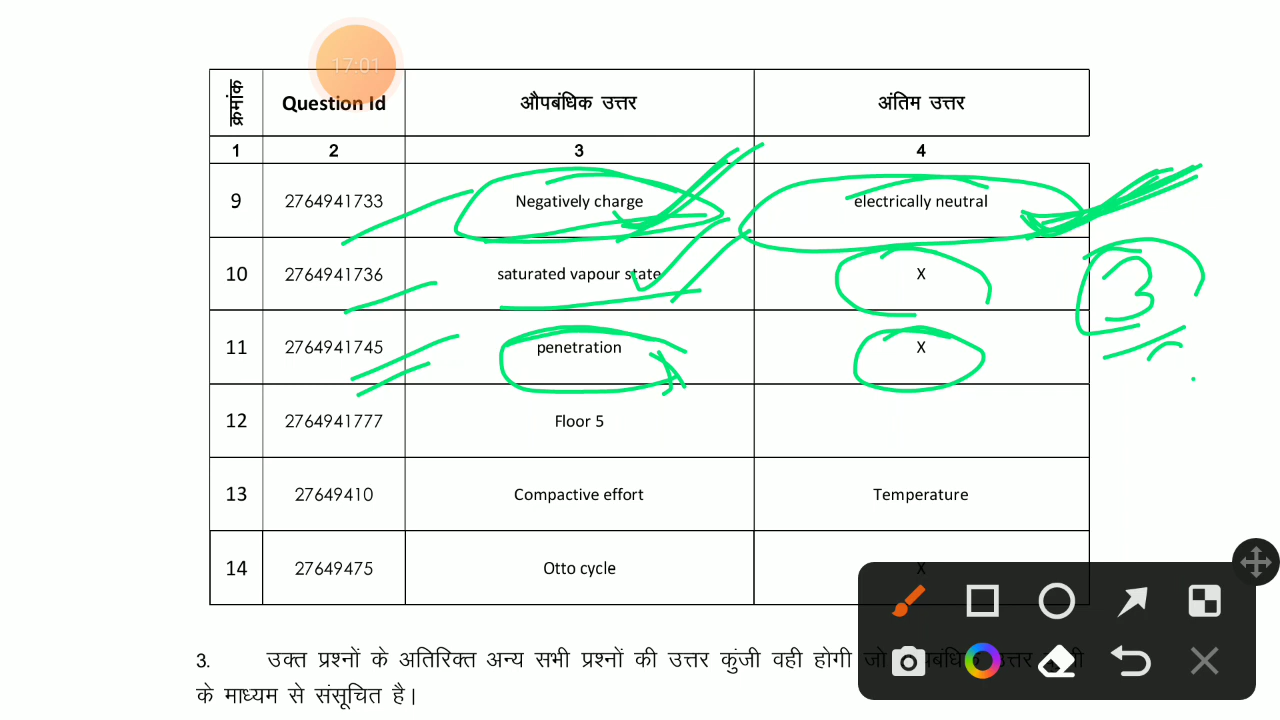 17:01
क्रमांक Question Id औपबंधिक उत्तर अंतिम उत्तर
1 2 3 4
9 2764941733 Negatively charge electrically neutral
10 2764941736 saturated vapour state X
3
11 2764941745 penetration X
12 2764941777 Floor 5
13 27649410 Compactive effort Temperature
14 27649475 Otto cycle X
3. उक्त प्रश्नों के अतिरिक्त अन्य सभी प्रश्नों की उत्तर कुंजी वही होगी जो
के माध्यम से संसूचित है।